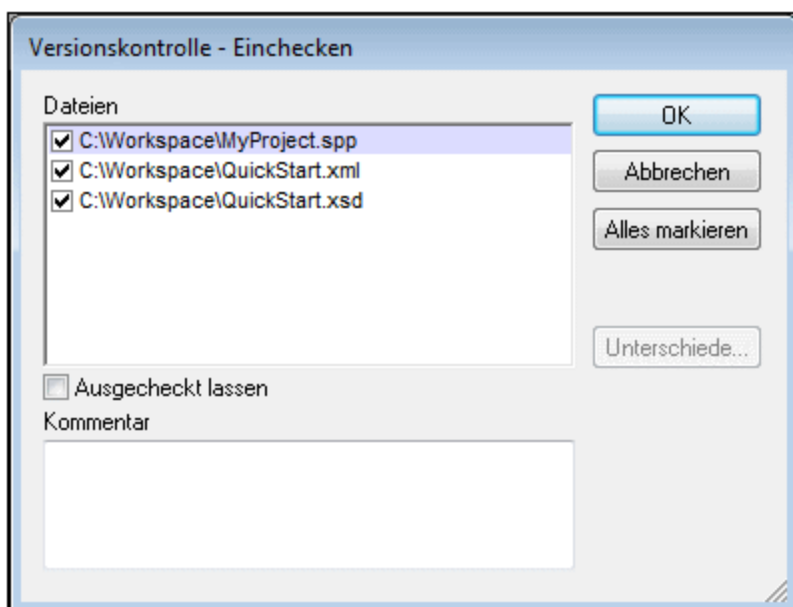 Versionskontrolle - Einchecken
Dateien
C:\Workspace\MyProject.spp
C:\Workspace\QuickStart.xml
C:\Workspace\QuickStart.xsd
OK
Abbrechen
Alles markieren
Unterschiede...
Ausgecheckt lassen
Kommentar